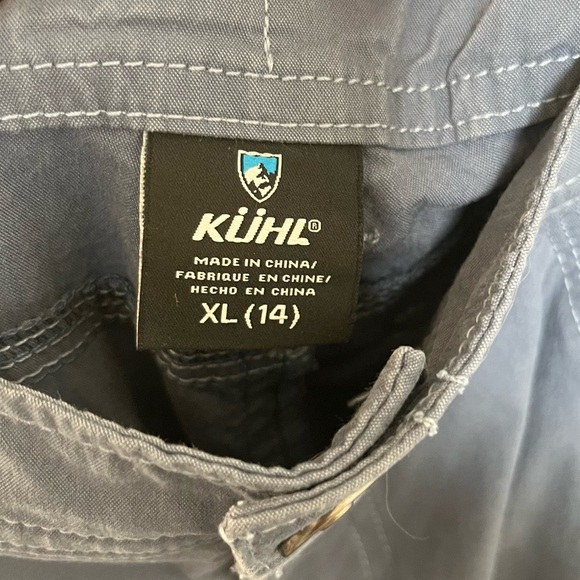 KÜHL®
MADE IN CHINA/
FABRIQUE EN CHINE/
HECHO EN CHINA
XL (14)